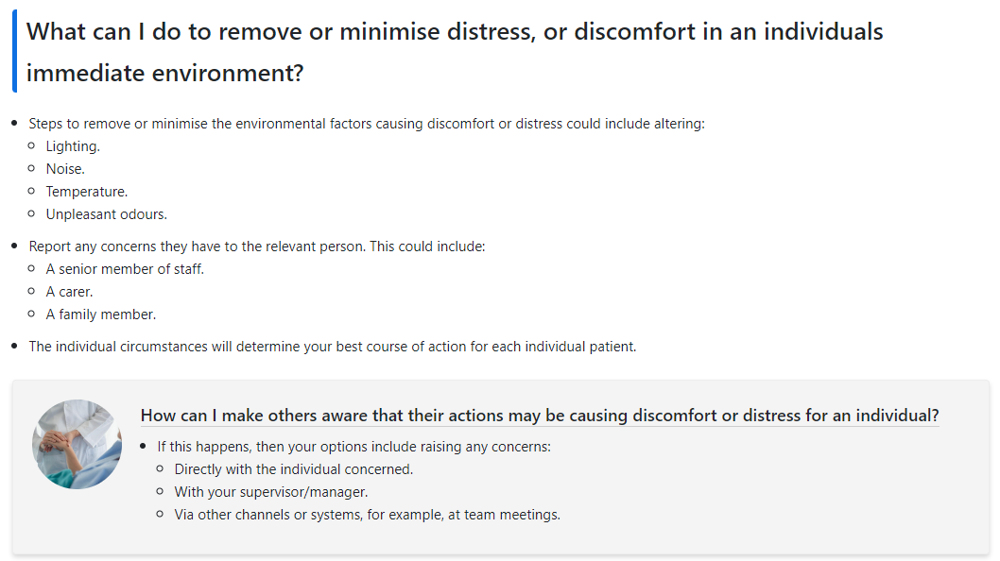 What can I do to remove or minimise distress, or discomfort in an individuals
immediate environment?
Steps to remove or minimise the environmental factors causing discomfort or distress could include altering:
Lighting.
Noise.
Temperature.
Unpleasant odours.
Report any concerns they have to the relevant person. This could include:
A senior member of staff.
A carer.
A family member.
The individual circumstances will determine your best course of action for each individual patient.
How can I make others aware that their actions may be causing discomfort or distress for an individual?
If this happens, then your options include raising any concerns:
Directly with the individual concerned.
With your supervisor/manager.
Via other channels or systems, for example, at team meetings.